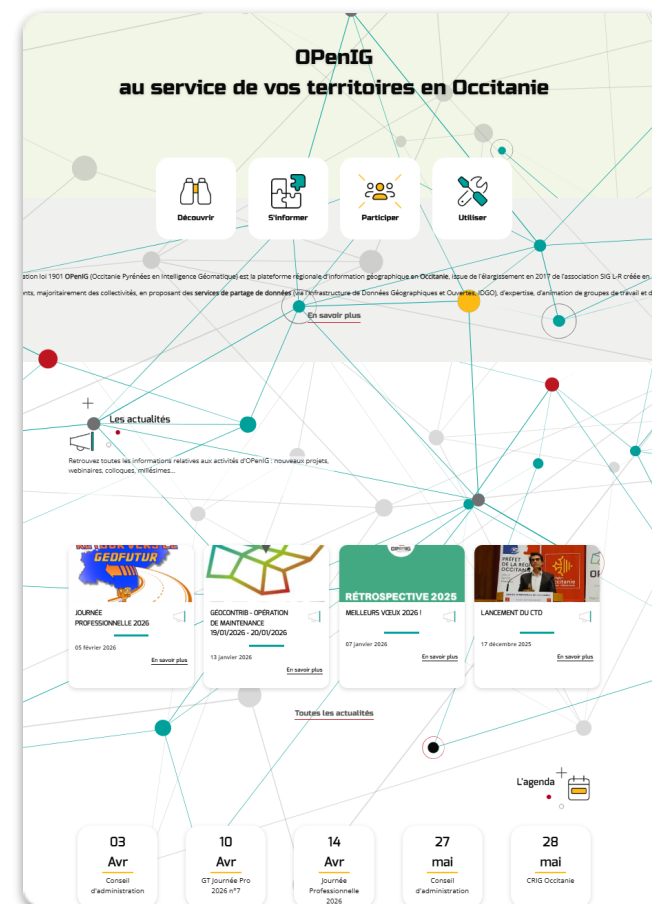 OPenIG
au service de vos territoires en Occitanie
Découvrir
S'informer
Participer
Utiliser
ation loi 1901 OPenIG (Occitanie Pyrénées en Intelligence Géomatique) est la plateforme régionale d'information géographique en Occitanie, issue de l'élargissement en 2017 de l'association SIG L-R créée en
nts, majoritairement des collectivités, en proposant des services de partage de données (via l'Infrastructure de Données Géographiques et Ouvertes, IDGO), d'expertise, d'animation de groupes de travail et d
En savoir plus
Les actualités
Retrouvez toutes les informations relatives aux activités d'OPenIG : nouveaux projets,
webinaires, colloques, millésimes...
GEOFUTUR
JOURNÉE
PROFESSIONNELLE 2026
05 février 2026
En savoir plus
GÉOCONTRIB - OPÉRATION
DE MAINTENANCE
19/01/2026 - 20/01/2026
13 janvier 2026
En savoir plus
OPenIG
RÉTROSPECTIVE 2025
MEILLEURS VŒUX 2026 !
07 janvier 2026
En savoir plus
PRÉFET
DE LA RÉG
OCCITANIE
LANCEMENT DU CTD
17 décembre 2025
En savoir plus
Toutes les actualités
L'agenda
03
Avr
Conseil
d'administration
10
Avr
GT Journée Pro
2026 n°7
14
Avr
Journée
Professionnelle
2026
27
mai
Conseil
d'administration
28
mai
CRIG Occitanie